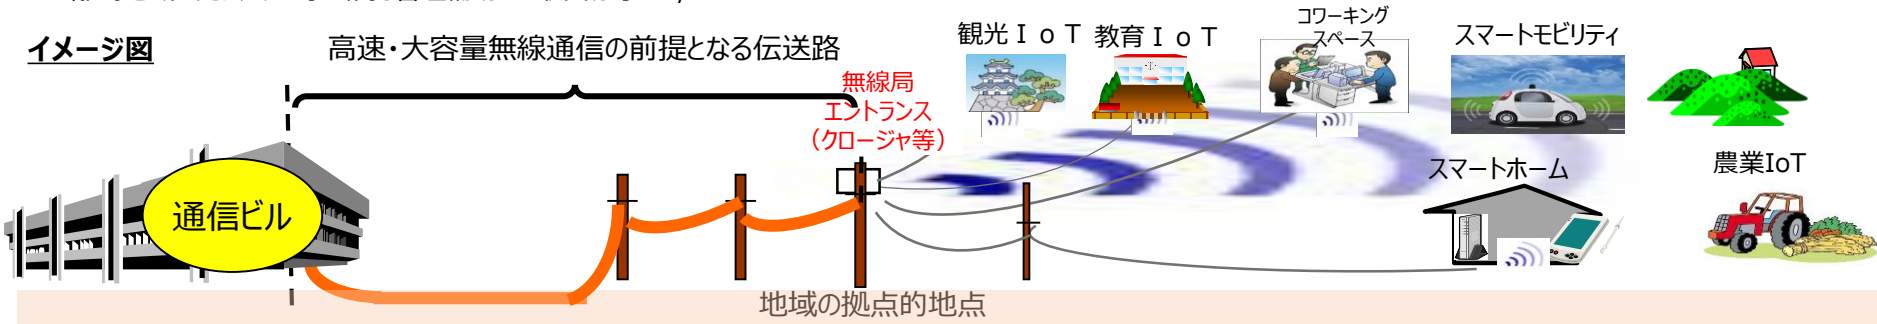 イメージ図
高速・大容量無線通信の前提となる伝送路
無線局
エントランス
（クロージャ等）
観光ＩｏＴ
教育ＩｏＴ
コワーキング
スペース
スマートモビリティ
通信ビル
スマートホーム
農業IoT
地域の拠点的地点